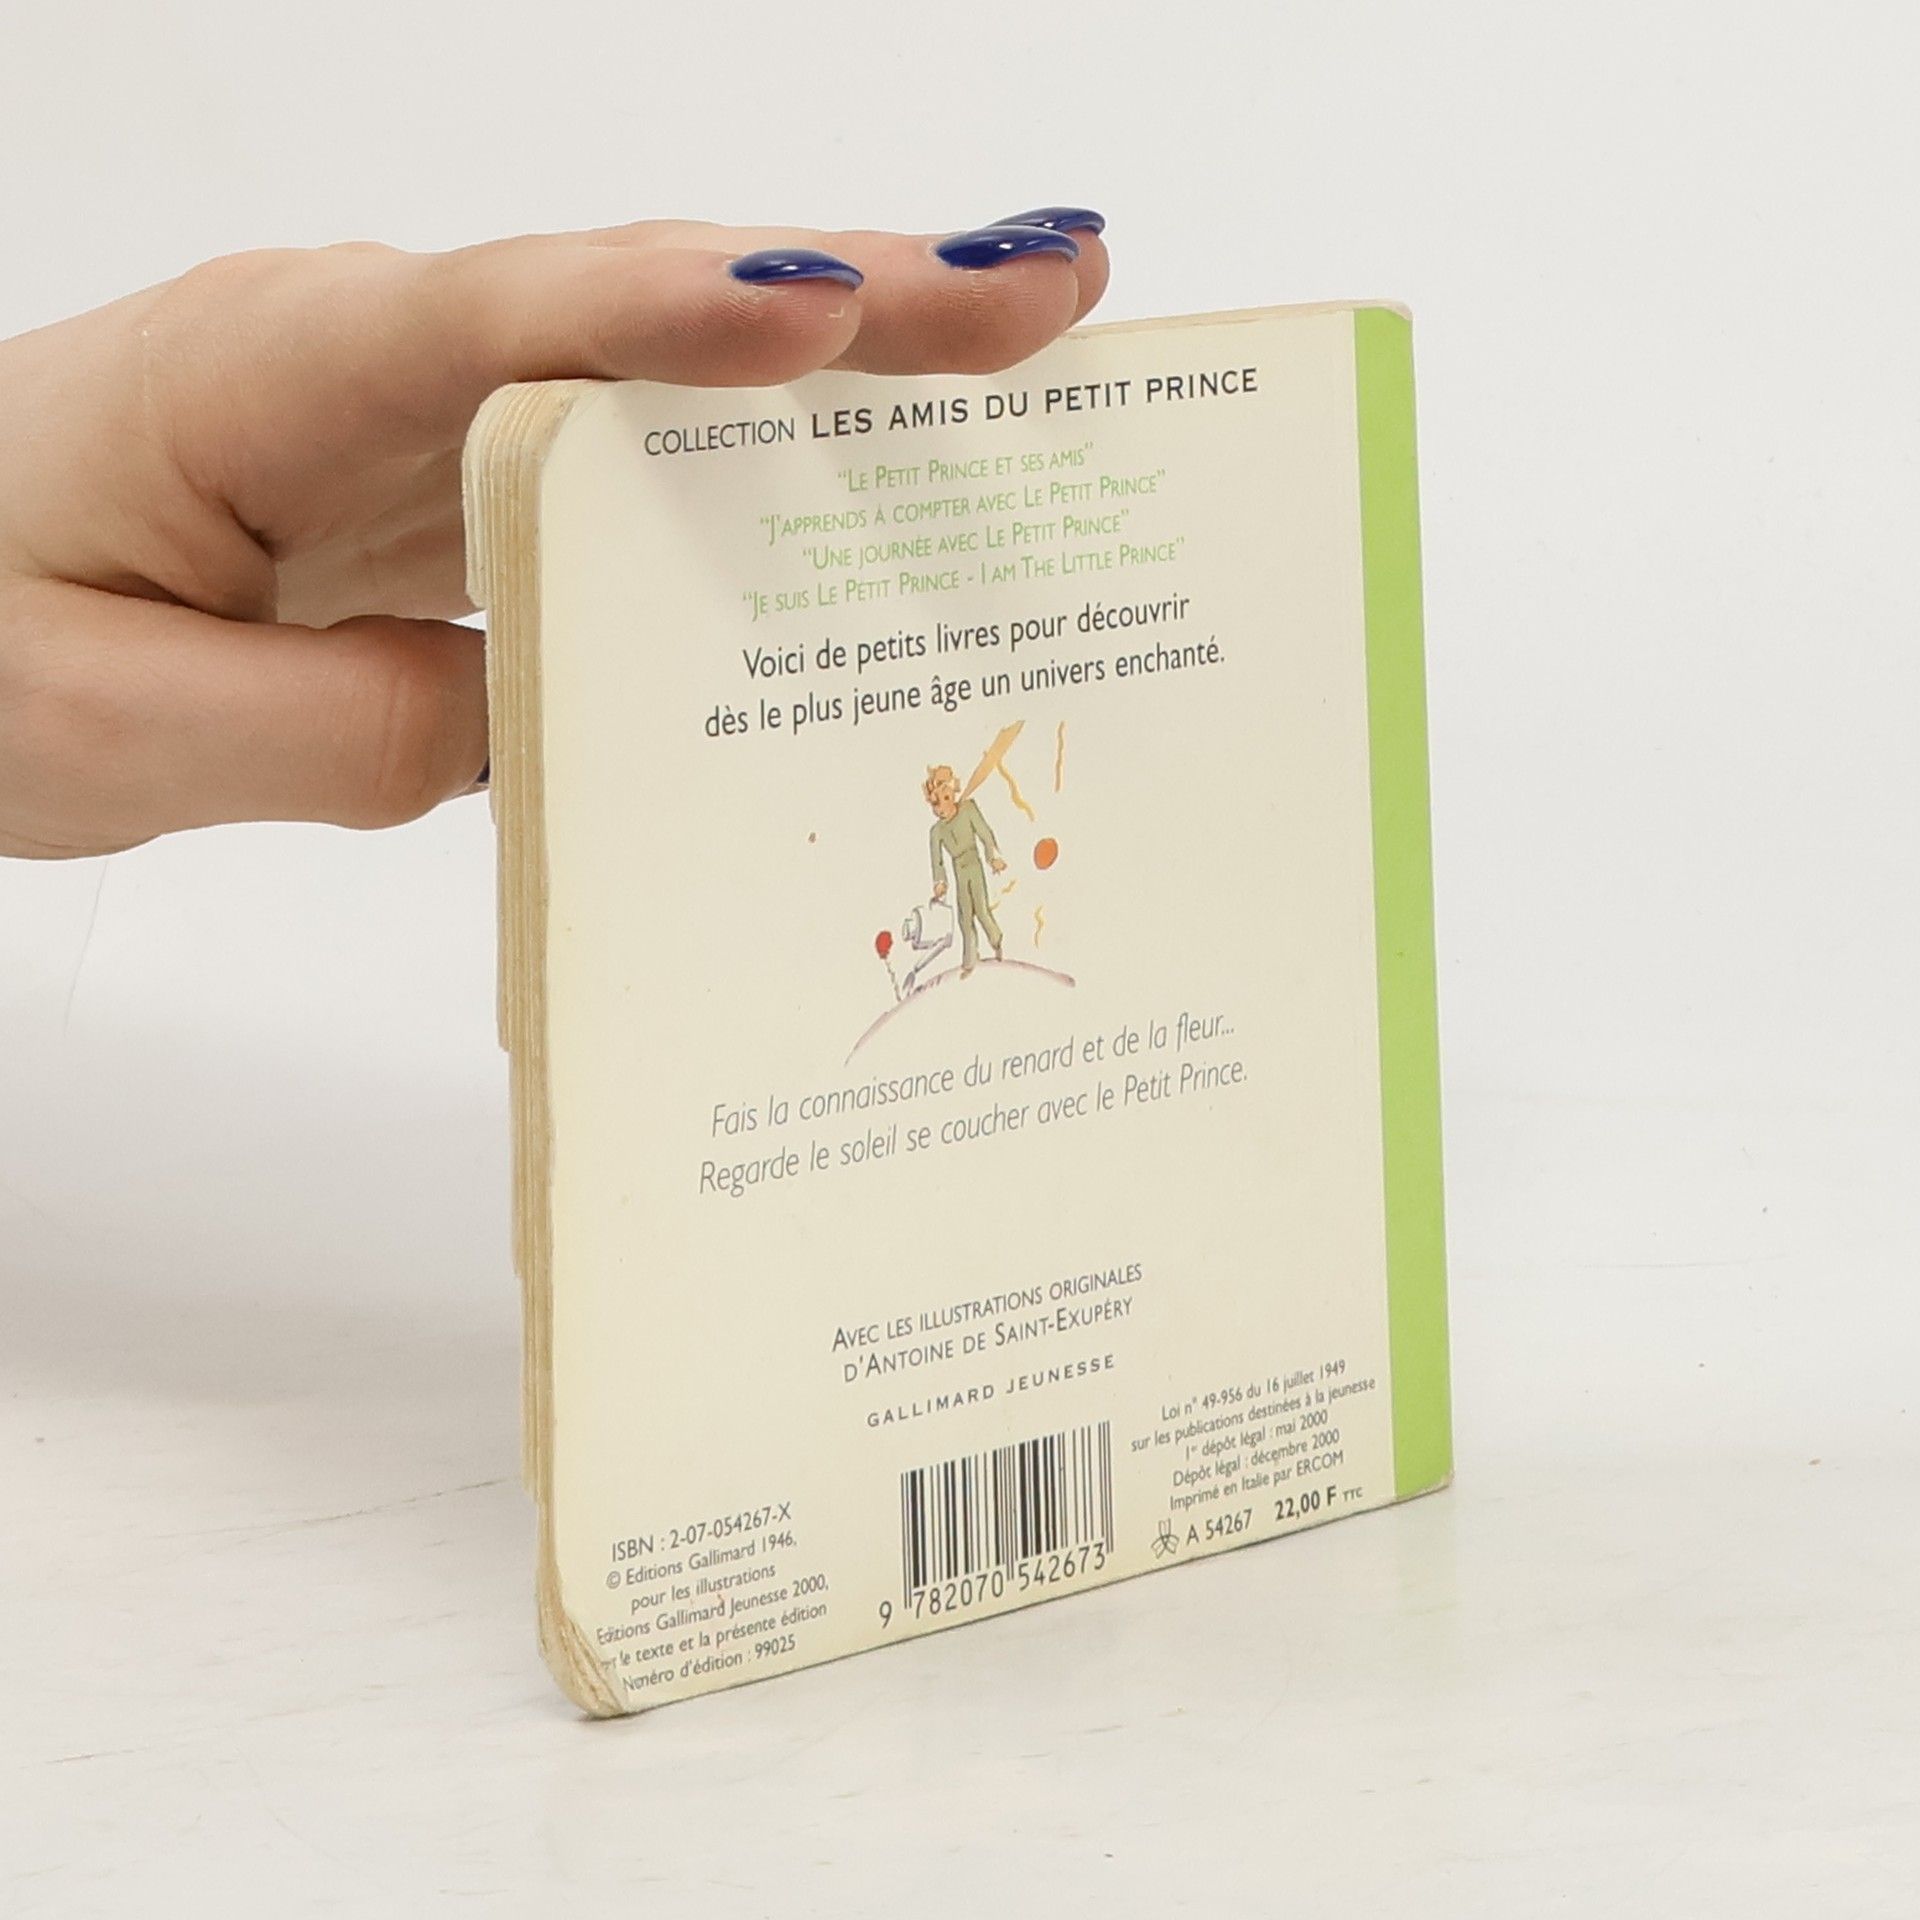 COLLECTION LES AMIS DU PETIT PRINCE
"LE PETIT PRINCE ET SES AMIS"
"J'APPRENDS À COMPTER AVEC LE PETIT PRINCE"
"UNE JOURNÉE AVEC LE PETIT PRINCE"
"JE SUIS LE PETIT PRINCE - I AM THE LITTLE PRINCE"
Voici de petits livres pour découvrir
dès le plus jeune âge un univers enchanté.
Fais la connaissance du renard et de la fleur...
Regarde le soleil se coucher avec le Petit Prince.
AVEC LES ILLUSTRATIONS ORIGINALES
D'ANTOINE DE SAINT-EXUPÉRY
GALLIMARD JEUNESSE
ISBN : 2-07-054267-X
© Editions Gallimard 1946,
pour les illustrations
Editions Gallimard Jeunesse 2000,
le texte et la présente édition
Numéro d'édition : 99025
9 782070 542673
Loi n° 49-956 du 16 juillet 1949
sur les publications destinées à la jeunesse
1er dépôt légal : mai 2000
Dépôt légal : décembre 2000
Imprimé en Italie par ERCOM
A 54267 22,00 F TTC